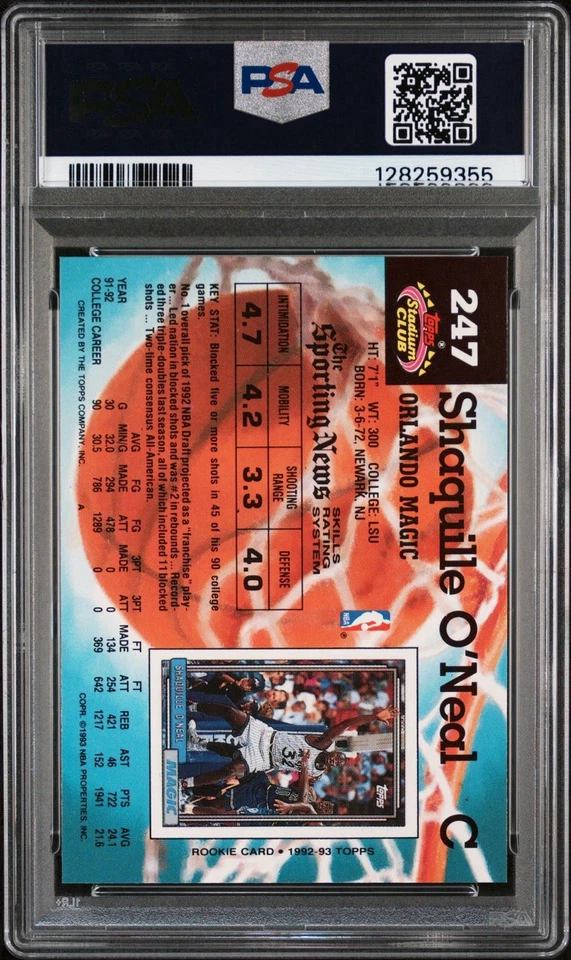 PSA
128259355
247
Shaquille O'Neal C
TOPPS
Stadium
CLUB
®
ORLANDO MAGIC
HT: 7'1" WT: 300 COLLEGE: LSU
BORN: 3-6-72, NEWARK, NJ
NBA ®
The
Sporting News
SKILLS
RATING
SYSTEM
INTIMIDATION MOBILITY SHOOTING RANGE DEFENSE
4.7 4.2 3.3 4.0
KEY STAT: Blocked five or more shots in 45 of his 90 college
games.
No. 1 overall pick of 1992 NBA Draft projected as a "franchise" play-
er ... Led nation in blocked shots and was #2 in rebounds ... Record-
ed three triple-doubles last season, all of which included 11 blocked
shots ... Two-time consensus All-American.
TOPPS
34
SHAQUILLE O'NEAL
MAGIC
ROOKIE CARD • 1992-93 TOPPS
AVG FG FG 3PT 3PT FT FT AVG
YEAR G MIN/G MADE ATT MADE ATT MADE ATT REB AST PTS
91-92 30 32.0 294 478 0 0 134 254 421 46 722 24.1
COLLEGE CAREER 90 30.5 786 1289 0 0 369 642 1217 152 1941 21.6
CREATED BY THE TOPPS COMPANY, INC. A COPR. ©1993 NBA PROPERTIES, INC.